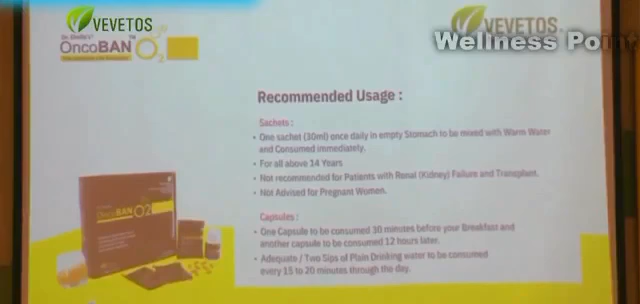 VEVETOS
VEVETOS
Wellness Point
OncoBAN O2
TM
Recommended Usage :
Sachets :
• One sachet (30ml) once daily in empty Stomach to be mixed with Warm Water
and Consumed immediately.
• For all above 14 Years
• Not recommended for Patients with Renal (Kidney) Failure and Transplant.
• Not Advised for Pregnant Women.
Capsules :
• One Capsule to be consumed 30 minutes before your Breakfast and
another capsule to be consumed 12 hours later.
• Adequate / Two Sips of Plain Drinking water to be consumed
every 15 to 20 minutes through the day.
OncoBAN O2